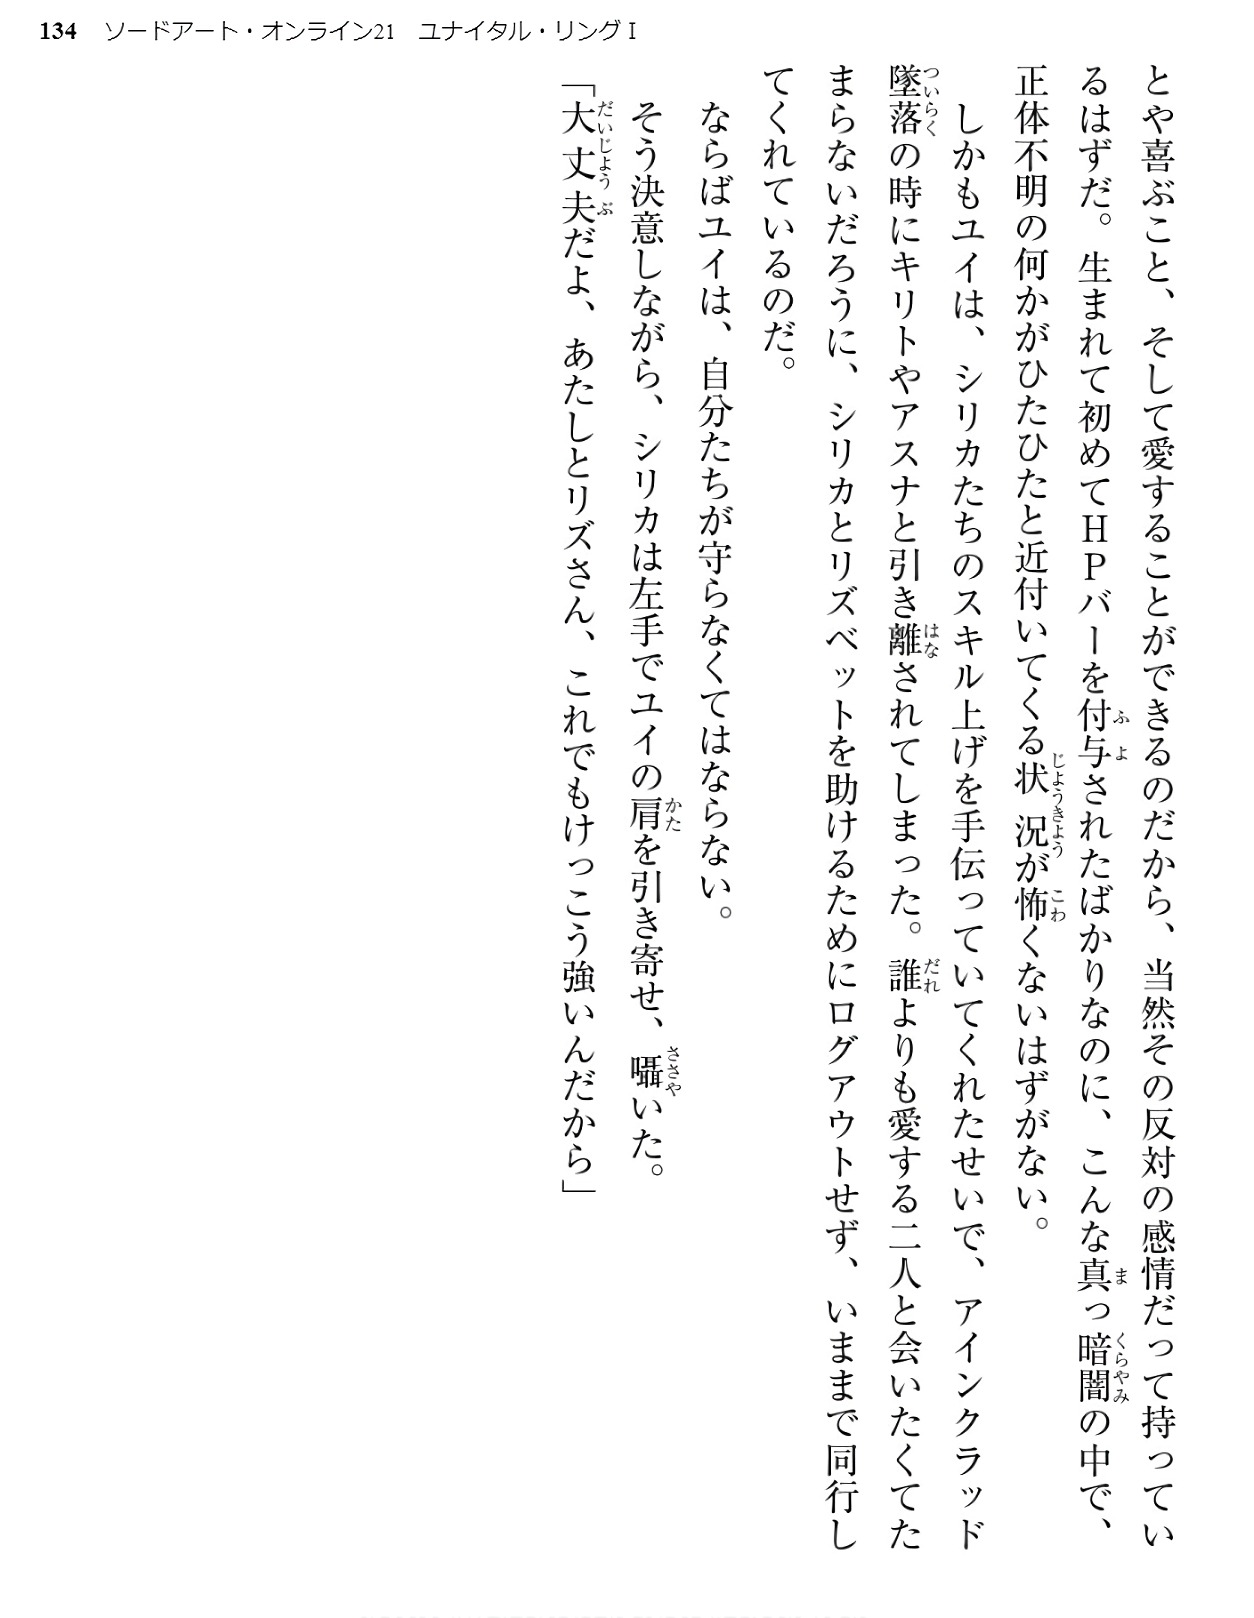 134 ソードアート・オンライン21 ユナイタル・リングⅠ
とや喜ぶこと、そして愛することができるのだから、当然その反対の感情だって持ってい
るはずだ。生まれて初めてＨＰバーを付与されたばかりなのに、こんな真っ暗闇の中で、
正体不明の何かがひたひたと近付いてくる状況が怖くないはずがない。
しかもユイは、シリカたちのスキル上げを手伝っていてくれたせいで、アインクラッド
墜落の時にキリトやアスナと引き離されてしまった。誰よりも愛する二人と会いたくてた
まらないだろうに、シリカとリズベットを助けるためにログアウトせず、いままで同行し
てくれているのだ。
ならばユイは、自分たちが守らなくてはならない。
そう決意しながら、シリカは左手でユイの肩を引き寄せ、囁いた。
「大丈夫だよ、あたしとリズさん、これでもけっこう強いんだから」